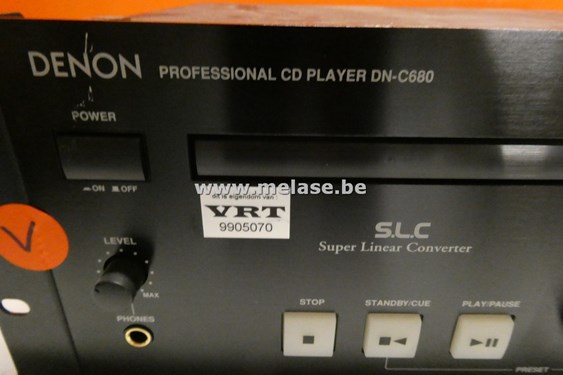 DENON PROFESSIONAL CD PLAYER DN-C680
POWER
ON OFF
www.melase.be
dit is eigendom van :
VRT
9905070
V
S.L.C
Super Linear Converter
LEVEL
MAX
PHONES
STOP STANDBY/CUE PLAY/PAUSE
PRESET